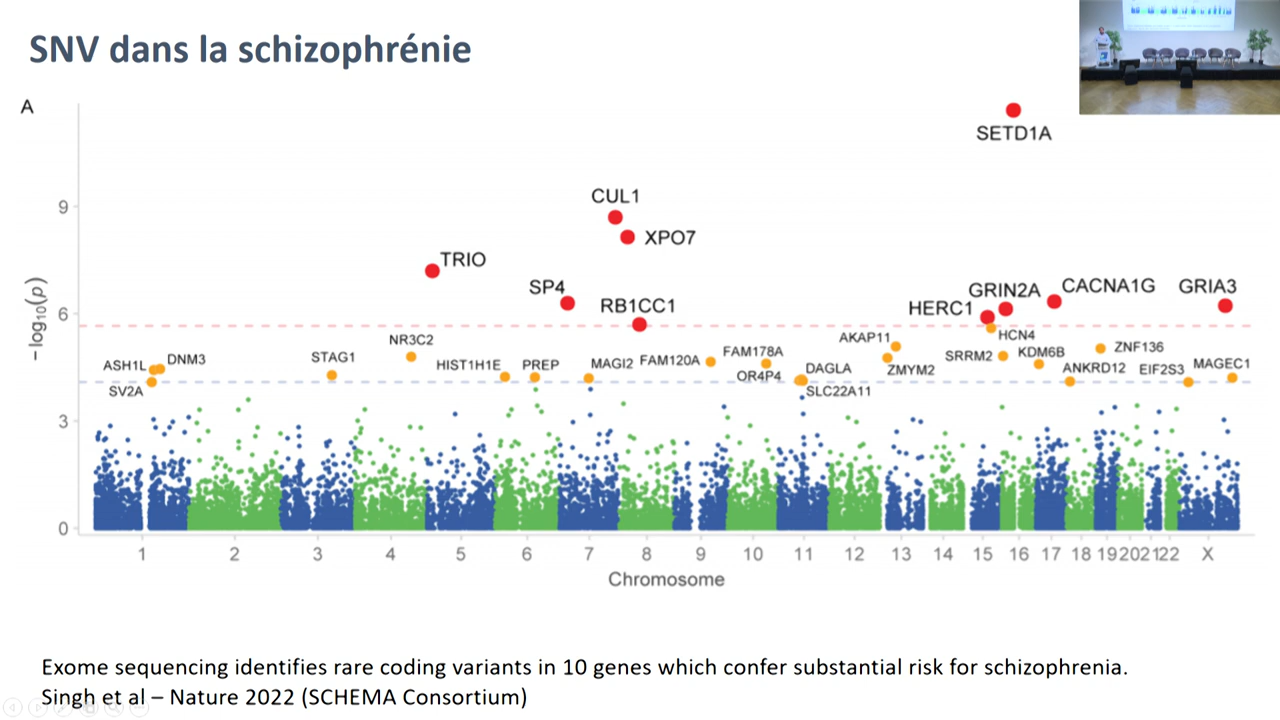 SNV dans la schizophrénie
A
SETD1A
CUL1
9
XPO7
TRIO
SP4
RB1CC1
GRIN2A
CACNA1G
GRIA3
HERC1
−log10(p)
6
NR3C2
AKAP11
HCN4
ASH1L
DNM3
STAG1
HIST1H1E
PREP
MAGI2
FAM120A
FAM178A
SRRM2
KDM6B
ZNF136
OR4P4
DAGLA
ZMYM2
ANKRD12
EIF2S3
MAGEC1
SV2A
SLC22A11
3
0
1 2 3 4 5 6 7 8 9 10 11 12 13 14 15 16 17 18 19 20 21 22 X
Chromosome
Exome sequencing identifies rare coding variants in 10 genes which confer substantial risk for schizophrenia.
Singh et al – Nature 2022 (SCHEMA Consortium)